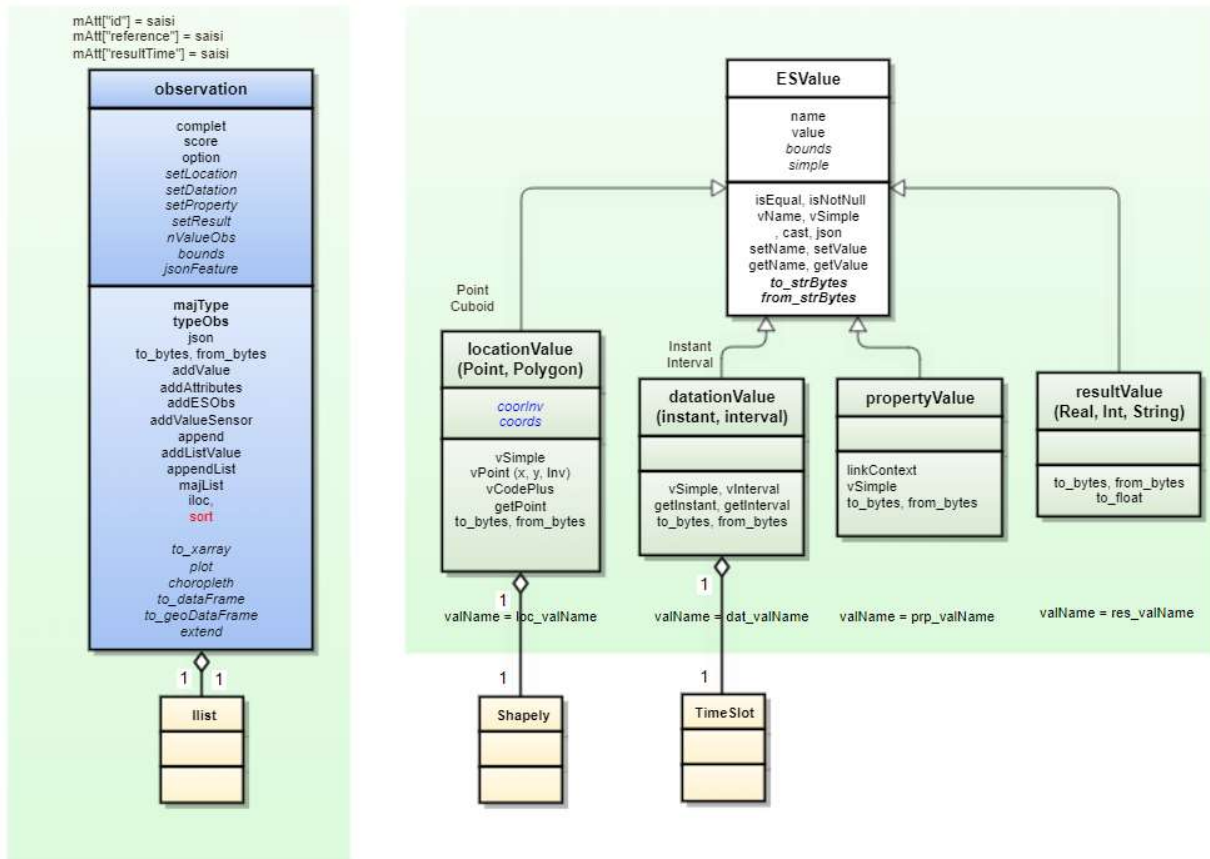 mAtt["id"] = saisi
mAtt["reference"] = saisi
mAtt["resultTime"] = saisi
observation
complet
score
option
setLocation
setDatation
setProperty
setResult
nValueObs
bounds
jsonFeature
majType
typeObs
json
to_bytes, from_bytes
addValue
addAttributes
addESObs
addValueSensor
append
addListValue
appendList
majList
iloc,
sort
to_xarray
plot
choropleth
to_dataFrame
to_geoDataFrame
extend
1 1
Ilist
ESValue
name
value
bounds
simple
isEqual, isNotNull
vName, vSimple
, cast, json
setName, setValue
getName, getValue
to_strBytes
from_strBytes
Point
Cuboid
locationValue
(Point, Polygon)
coorInv
coords
vSimple
vPoint (x, y, Inv)
vCodePlus
getPoint
to_bytes, from_bytes
1
valName = loc_valName
1
Shapely
Instant
Interval
datationValue
(instant, interval)
vSimple, vInterval
getInstant, getInterval
to_bytes, from_bytes
1
valName = dat_valName
1
TimeSlot
propertyValue
linkContext
vSimple
to_bytes, from_bytes
valName = prp_valName
resultValue
(Real, Int, String)
to_bytes, from_bytes
to_float
valName = res_valName